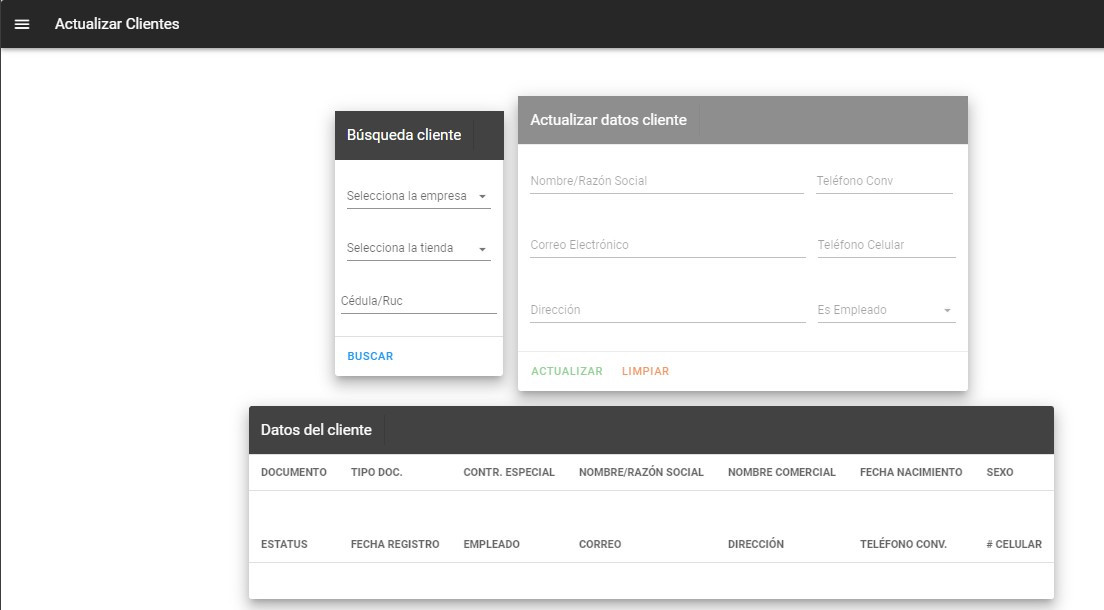 Actualizar Clientes
Búsqueda cliente
Selecciona la empresa
Selecciona la tienda
Cédula/Ruc
BUSCAR
Actualizar datos cliente
Nombre/Razón Social Teléfono Conv
Correo Electrónico Teléfono Celular
Dirección Es Empleado
ACTUALIZAR LIMPIAR
Datos del cliente
DOCUMENTO TIPO DOC. CONTR. ESPECIAL NOMBRE/RAZÓN SOCIAL NOMBRE COMERCIAL FECHA NACIMIENTO SEXO
ESTATUS FECHA REGISTRO EMPLEADO CORREO DIRECCIÓN TELÉFONO CONV. # CELULAR